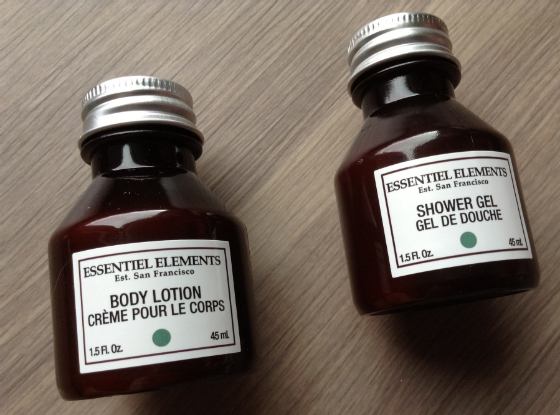 ESSENTIEL ELEMENTS
Est. San Francisco
BODY LOTION
CRÈME POUR LE CORPS
1.5 Fl. Oz. 45 ml.
ESSENTIEL ELEMENTS
Est. San Francisco
SHOWER GEL
GEL DE DOUCHE
1.5 Fl. Oz. 45 ml.